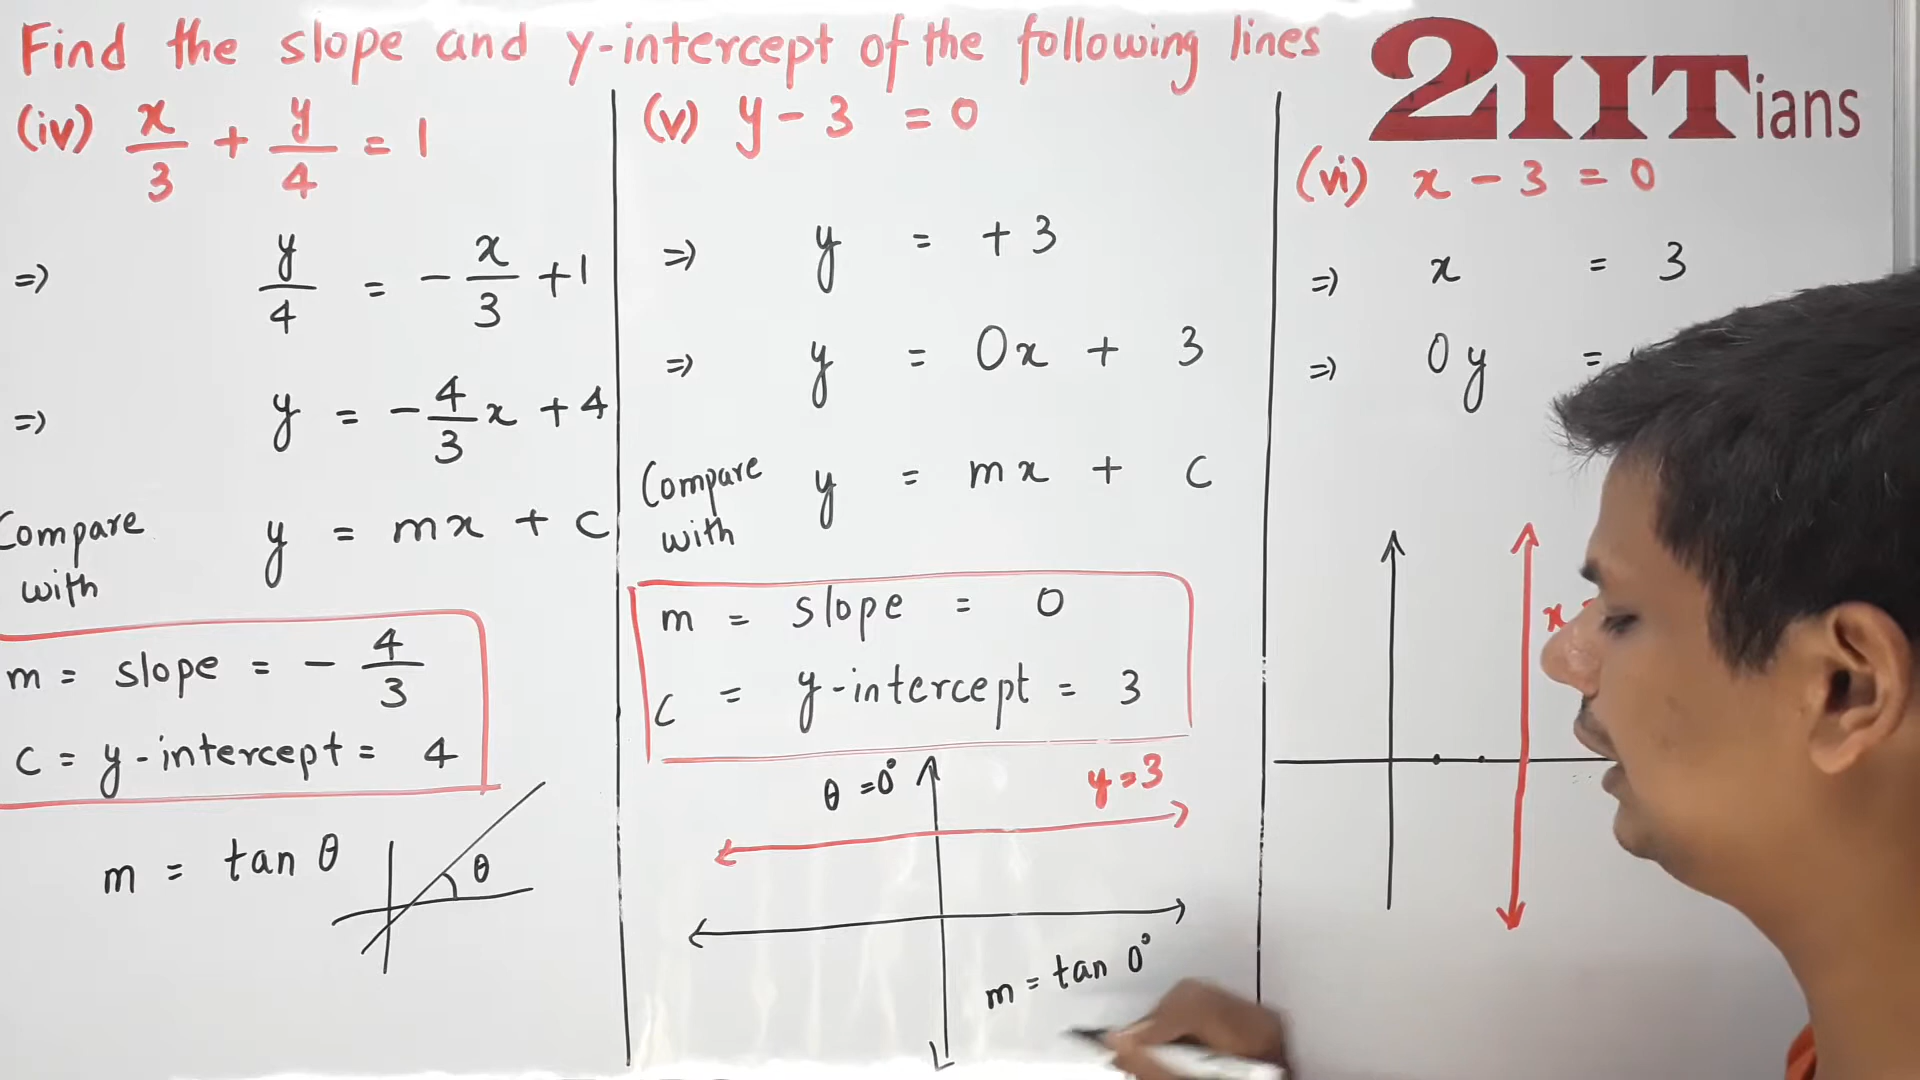 Find the slope and y-intercept of the following lines
2IITians
(iv) x/3 + y/4 = 1
=> y/4 = -x/3 + 1
=> y = -4/3 x + 4
Compare with y = mx + c
m = slope = - 4/3
c = y-intercept = 4
m = tan θ
θ
(v) y - 3 = 0
=> y = + 3
=> y = 0x + 3
Compare with y = mx + c
m = slope = 0
c = y-intercept = 3
θ = 0°
y = 3
m = tan 0°
(vi) x - 3 = 0
=> x = 3
=> 0y =
x